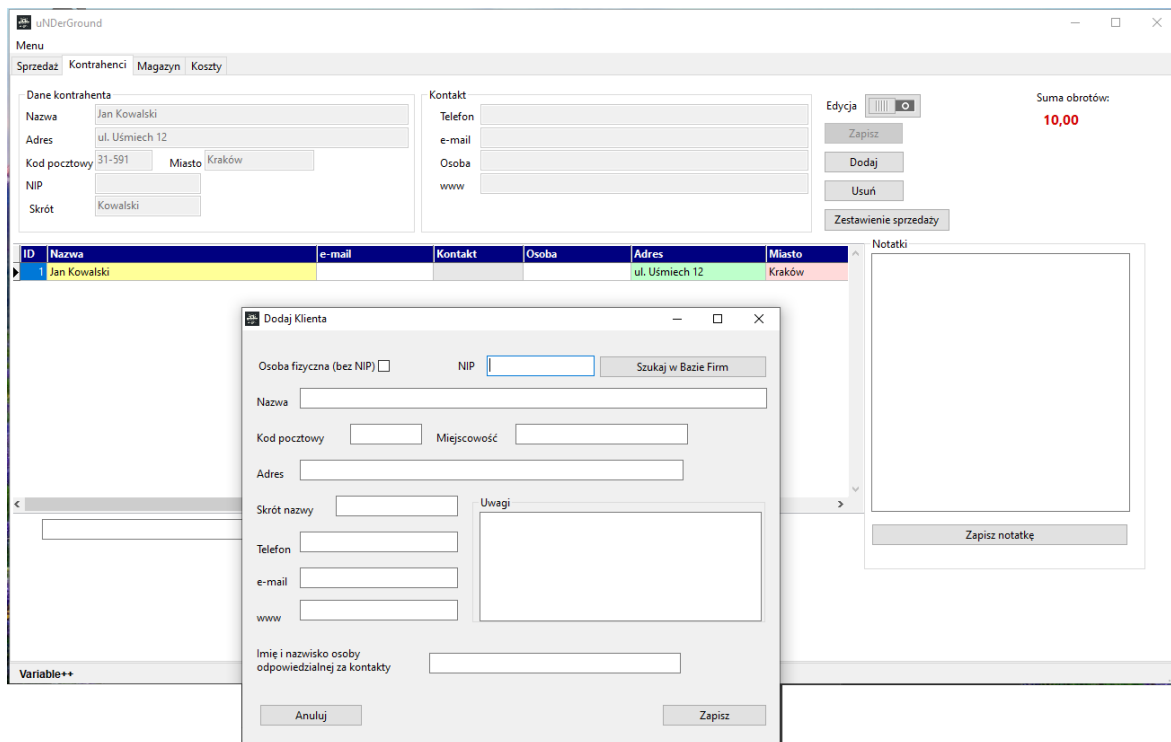 uNDerGround
Menu
Sprzedaż Kontrahenci Magazyn Koszty
Dane kontrahenta
Nazwa Jan Kowalski
Adres ul. Uśmiech 12
Kod pocztowy 31-591 Miasto Kraków
NIP
Skrót Kowalski
Kontakt
Telefon
e-mail
Osoba
www
Edycja
Zapisz
Dodaj
Usuń
Zestawienie sprzedaży
Suma obrotów:
10,00
ID Nazwa e-mail Kontakt Osoba Adres Miasto
1 Jan Kowalski ul. Uśmiech 12 Kraków
Notatki
Zapisz notatkę
Dodaj Klienta
Osoba fizyczna (bez NIP) NIP Szukaj w Bazie Firm
Nazwa
Kod pocztowy Miejscowość
Adres
Skrót nazwy
Uwagi
Telefon
e-mail
www
Imię i nazwisko osoby
odpowiedzialnej za kontakty
Anuluj Zapisz
Variable++